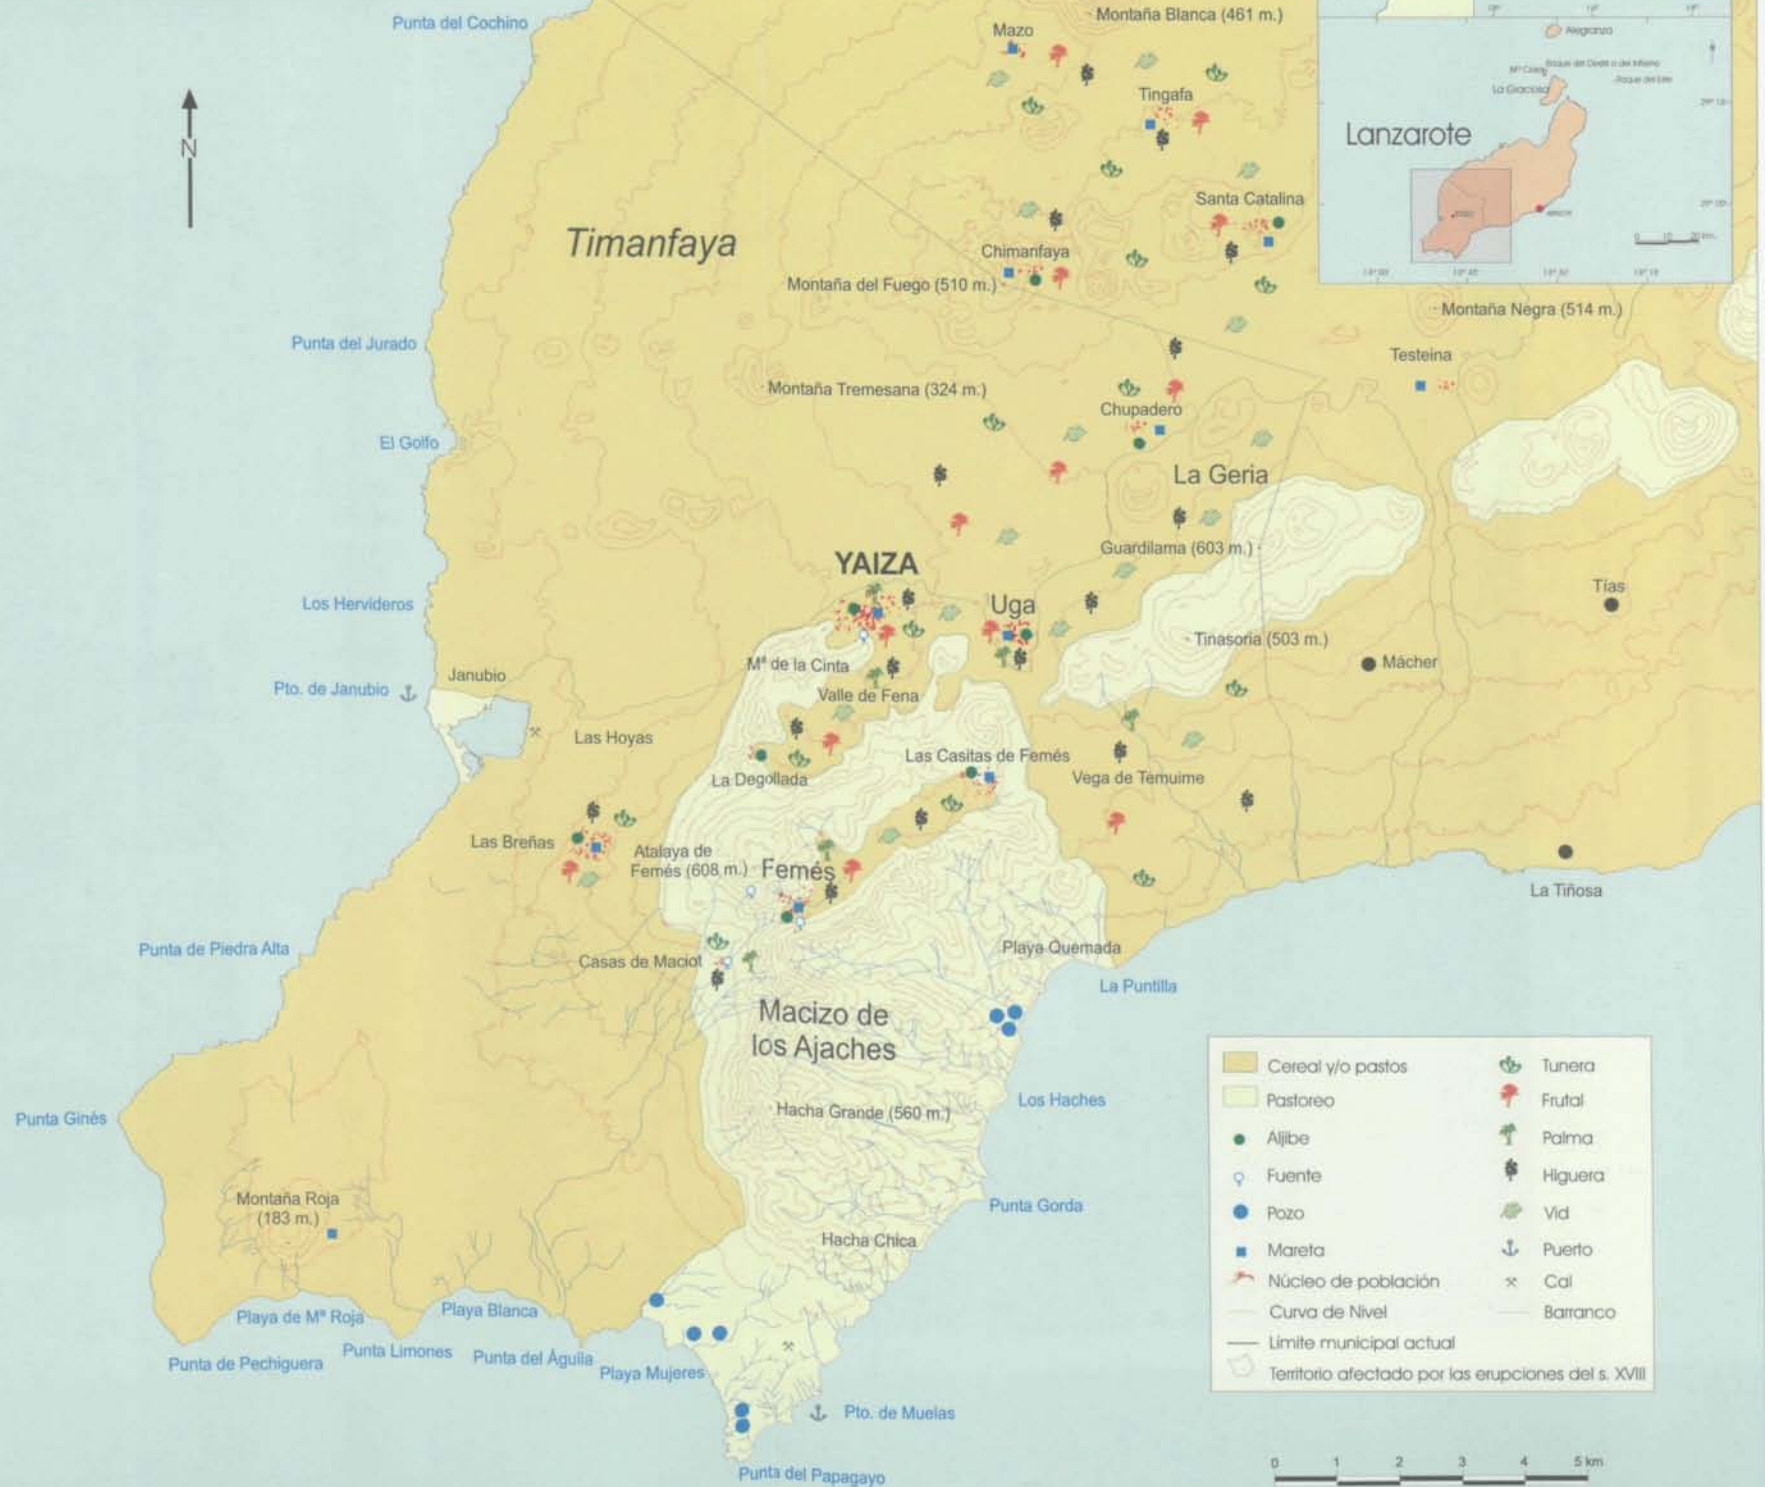 Punta del Cochino
Montaña Blanca (461 m.)
Mazo
Tingafa
N
Timanfaya
Santa Catalina
Chimanfaya
Montaña del Fuego (510 m.)
Alegranza
La Graciosa
Lanzarote
Montaña Negra (514 m.)
Punta del Jurado
Testeina
Montaña Tremesana (324 m.)
Chupadero
El Golfo
La Geria
Guardilama (603 m.)
YAIZA
Tías
Los Hervideros
Uga
Tinasoria (503 m.)
Mácher
Mª de la Cinta
Janubio
Pto. de Janubio
Valle de Fena
Las Hoyas
Las Casitas de Femés
La Degollada
Vega de Temuime
Las Breñas
Atalaya de
Femés (608 m.)
Femés
La Tiñosa
Punta de Piedra Alta
Playa Quemada
Casas de Maciot
La Puntilla
Macizo de
los Ajaches
Los Haches
Hacha Grande (560 m.)
Punta Ginés
Montaña Roja
(183 m.)
Punta Gorda
Hacha Chica
Playa de Mª Roja
Playa Blanca
Punta de Pechiguera
Punta Limones
Punta del Águila
Playa Mujeres
Pto. de Muelas
Punta del Papagayo
Cereal y/o pastos
Pastoreo
Aljibe
Fuente
Pozo
Mareta
Núcleo de población
Curva de Nivel
Límite municipal actual
Territorio afectado por las erupciones del s. XVIII
Tunera
Frutal
Palma
Higuera
Vid
Puerto
Cal
Barranco
0 1 2 3 4 5 km